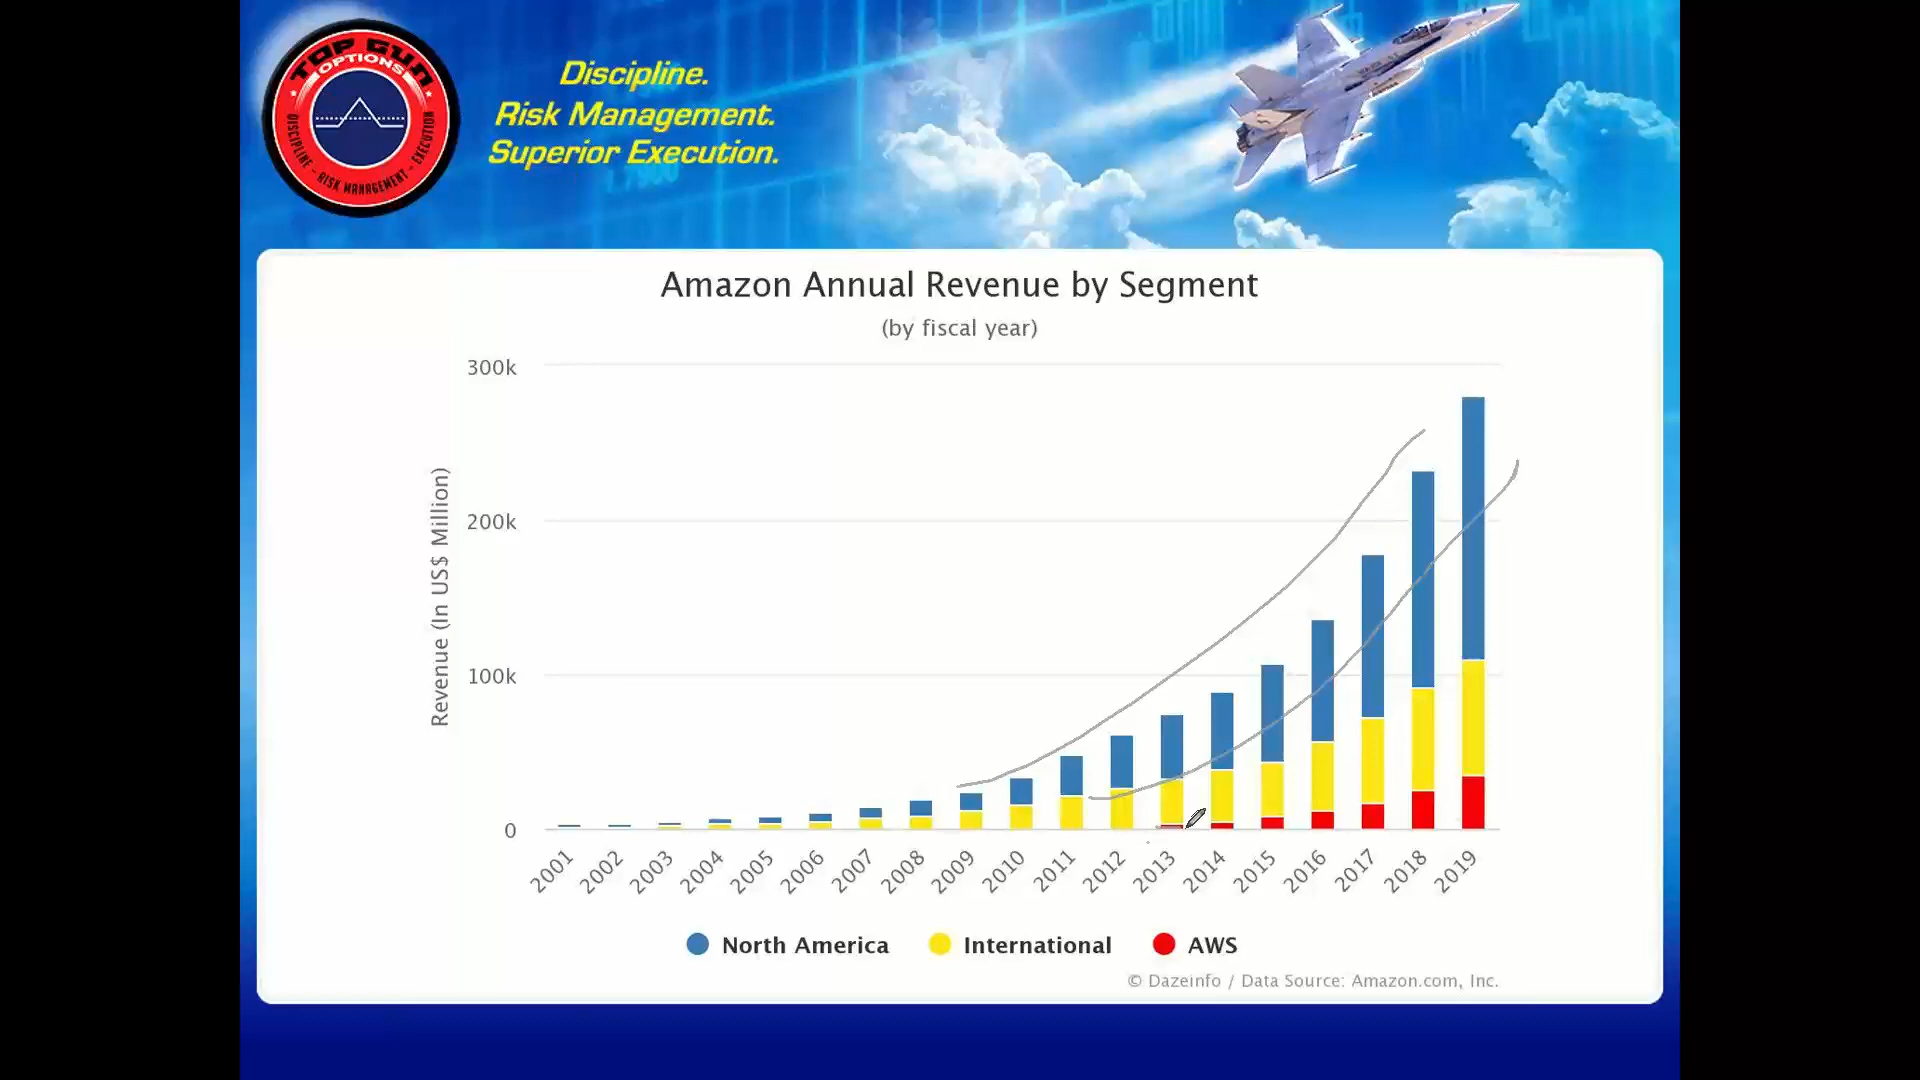 TOP GUN
OPTIONS
DISCIPLINE - RISK MANAGEMENT - EXECUTION
Discipline.
Risk Management.
Superior Execution.
Amazon Annual Revenue by Segment
(by fiscal year)
Revenue (In US$ Million)
300k
200k
100k
0
2001 2002 2003 2004 2005 2006 2007 2008 2009 2010 2011 2012 2013 2014 2015 2016 2017 2018 2019
North America International AWS
© Dazeinfo / Data Source: Amazon.com, Inc.